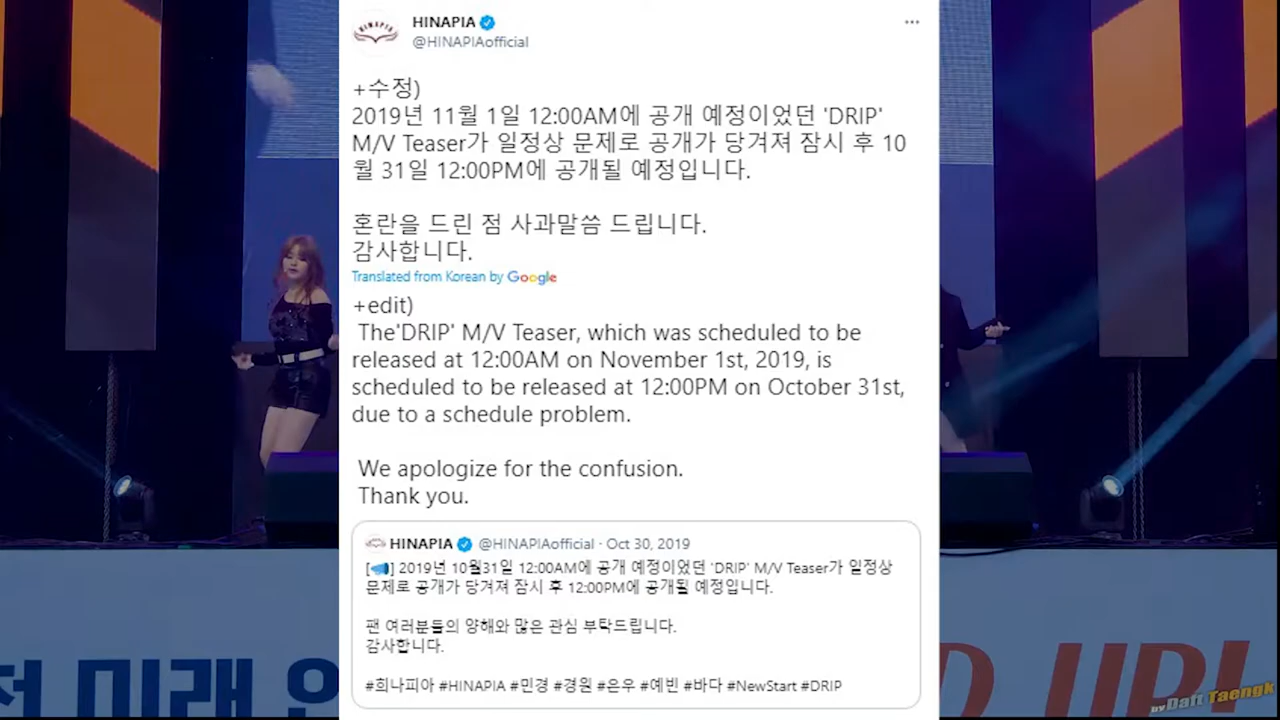 HINAPIA
HINAPIA
@HINAPIAofficial
+수정)
2019년 11월 1일 12:00AM에 공개 예정이었던 'DRIP'
M/V Teaser가 일정상 문제로 공개가 당겨져 잠시 후 10
월 31일 12:00PM에 공개될 예정입니다.
혼란을 드린 점 사과말씀 드립니다.
감사합니다.
Translated from Korean by Google
+edit)
The'DRIP' M/V Teaser, which was scheduled to be
released at 12:00AM on November 1st, 2019, is
scheduled to be released at 12:00PM on October 31st,
due to a schedule problem.
We apologize for the confusion.
Thank you.
HINAPIA @HINAPIAofficial · Oct 30, 2019
[📢] 2019년 10월31일 12:00AM에 공개 예정이었던 'DRIP' M/V Teaser가 일정상
문제로 공개가 당겨져 잠시 후 12:00PM에 공개될 예정입니다.
팬 여러분들의 양해와 많은 관심 부탁드립니다.
감사합니다.
#희나피아 #HINAPIA #민경 #경원 #은우 #예빈 #바다 #NewStart #DRIP
미래
D UP!
by Daft Taengk